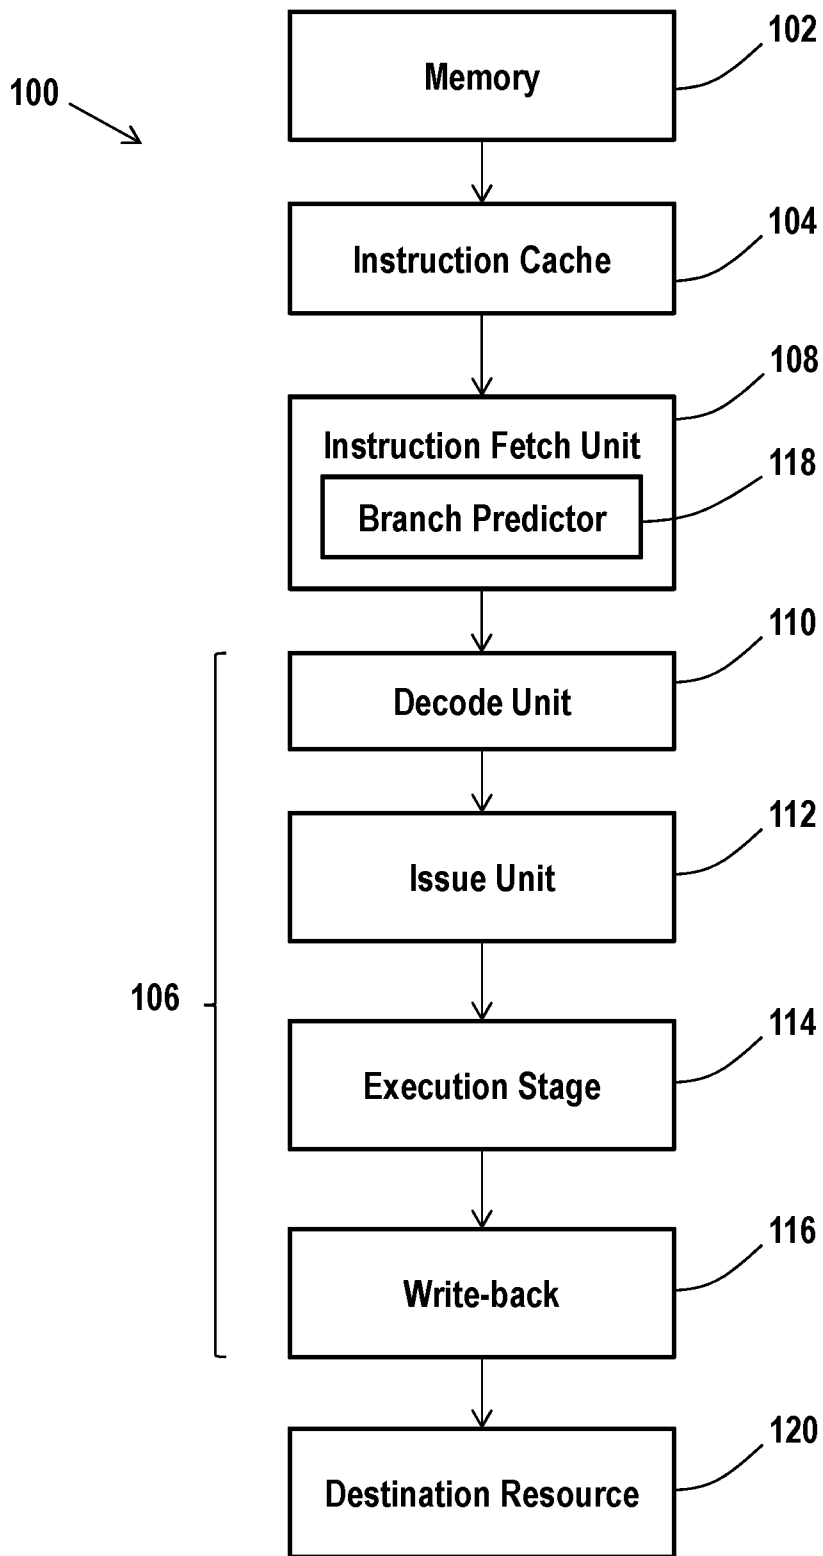 102
Memory
100
104
Instruction Cache
108
Instruction Fetch Unit
118
Branch Predictor
110
Decode Unit
112
Issue Unit
106
114
Execution Stage
116
Write-back
120
Destination Resource